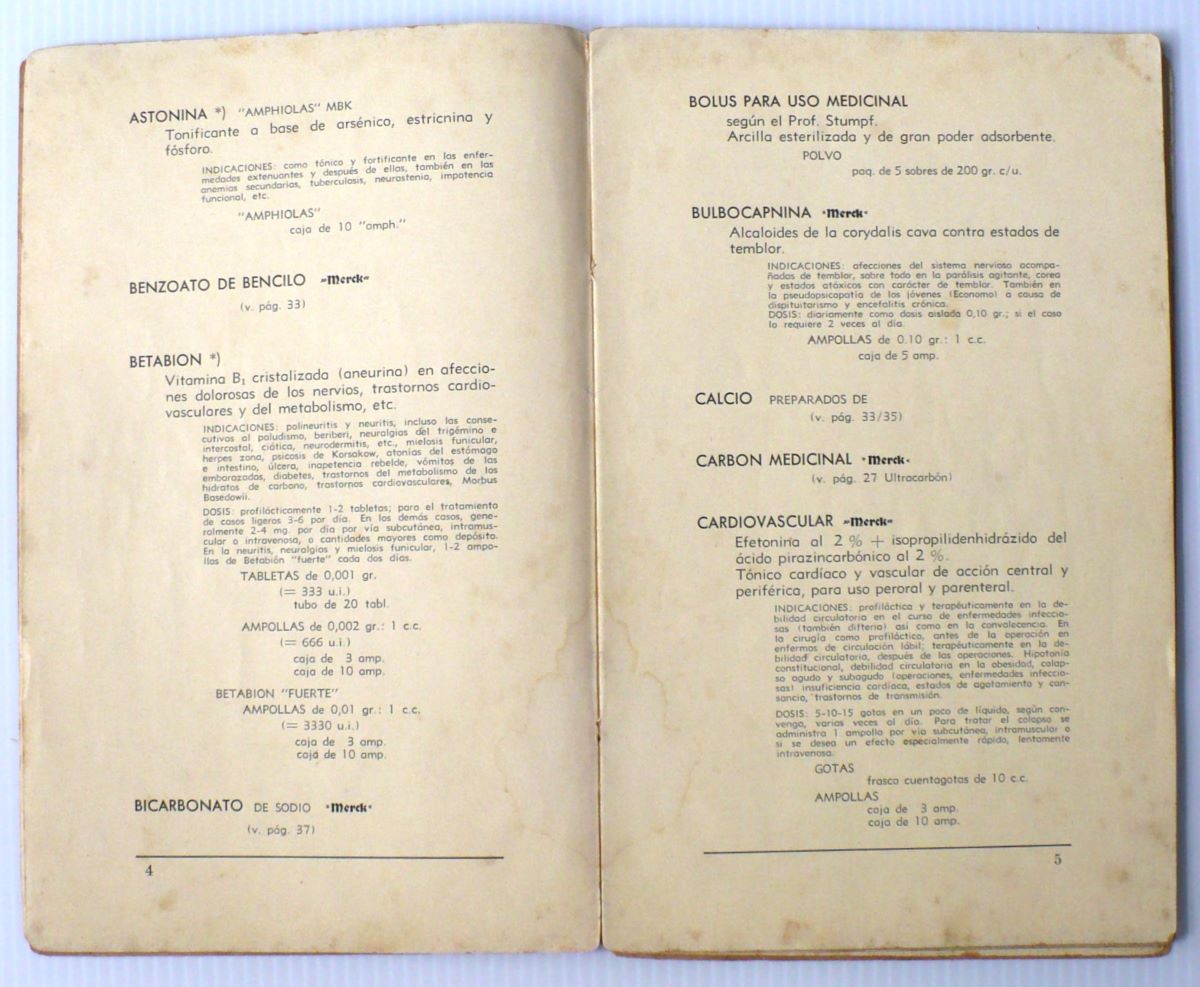 ASTONINA *) "AMPHIOLAS" MBK
Tonificante a base de arsénico, estricnina y
fósforo.
INDICACIONES: como tónico y fortificante en las enfer-
medades extenuantes y después de ellas, también en las
anemias secundarias, tuberculosis, neurastenia, impotencia
funcional, etc.
"AMPHIOLAS"
caja de 10 "amph."
BENZOATO DE BENCILO »Merck«
(v. pág. 33)
BETABION *)
Vitamina B₁ cristalizada (aneurina) en afeccio-
nes dolorosas de los nervios, trastornos cardio-
vasculares y del metabolismo, etc.
INDICACIONES: polineuritis y neuritis, incluso las conse-
cutivas al paludismo, beriberi, neuralgias del trigémino e
intercostal, ciática, neurodermitis, etc., mielosis funicular,
herpes zona, psicosis de Korsakow, atonías del estómago
e intestino, úlcera, inapetencia rebelde, vómitos de las
embarazadas, diabetes, trastornos del metabolismo de los
hidratos de carbono, trastornos cardiovasculares, Morbus
Basedowii.
DOSIS: profilácticamente 1-2 tabletas; para el tratamiento
de casos ligeros 3-6 por día. En los demás casos, gene-
ralmente 2-4 mg. por día por vía subcutánea, intramus-
cular o intravenosa, o cantidades mayores como depósito.
En la neuritis, neuralgias y mielosis funicular, 1-2 ampo-
llas de Betabión "fuerte" cada dos días.
TABLETAS de 0,001 gr.
(= 333 u.i.)
tubo de 20 tabl.
AMPOLLAS de 0,002 gr.: 1 c.c.
(= 666 u.i.)
caja de 3 amp.
caja de 10 amp.
BETABION "FUERTE"
AMPOLLAS de 0,01 gr.: 1 c.c.
(= 3330 u.i.)
caja de 3 amp.
caja de 10 amp.
BICARBONATO DE SODIO »Merck«
(v. pág. 37)
4
BOLUS PARA USO MEDICINAL
según el Prof. Stumpf.
Arcilla esterilizada y de gran poder adsorbente.
POLVO
paq. de 5 sobres de 200 gr. c/u.
BULBOCAPNINA »Merck«
Alcaloides de la corydalis cava contra estados de
temblor.
INDICACIONES: afecciones del sistema nervioso acompa-
ñadas de temblor, sobre todo en la parálisis agitante, corea
y estados atáxicos con carácter de temblor. También en
la pseudopsicopatía de los jóvenes (Economo) a causa de
dispituitarismo y encefalitis crónica.
DOSIS: diariamente como dosis aislada 0,10 gr.; si el caso
lo requiere 2 veces al día.
AMPOLLAS de 0.10 gr.: 1 c.c.
caja de 5 amp.
CALCIO PREPARADOS DE
(v. pág. 33/35)
CARBON MEDICINAL »Merck«
(v. pág. 27 Ultracarbón)
CARDIOVASCULAR »Merck«
Efetonina al 2 % + isopropilidenhidrázido del
ácido pirazincarbónico al 2 %.
Tónico cardíaco y vascular de acción central y
periférica, para uso peroral y parenteral.
INDICACIONES: profiláctica y terapéuticamente en la de-
bilidad circulatoria en el curso de enfermedades infeccio-
sas (también difteria) así como en la convalecencia. En
la cirugía como profiláctico, antes de la operación en
enfermos de circulación lábil; terapéuticamente en la de-
bilidad circulatoria, después de las operaciones. Hipotonía
constitucional, debilidad circulatoria en la obesidad, colap-
so agudo y subagudo (operaciones, enfermedades infeccio-
sas) insuficiencia cardíaca, estados de agotamiento y can-
sancio, trastornos de transmisión.
DOSIS: 5-10-15 gotas en un poco de líquido, según con-
venga, varias veces al día. Para tratar el colapso se
administra 1 ampolla por vía subcutánea, intramuscular o
si se desea un efecto especialmente rápido, lentamente
intravenosa.
GOTAS
frasco cuentagotas de 10 c.c.
AMPOLLAS
caja de 3 amp.
caja de 10 amp.
5